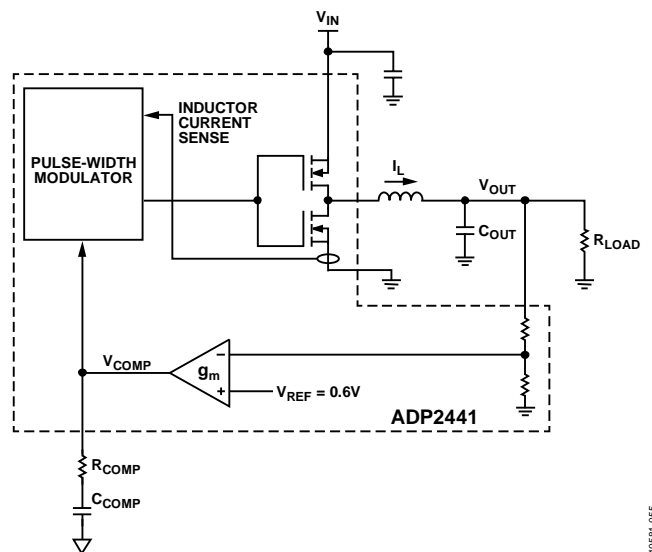 VIN
INDUCTOR
CURRENT
SENSE
PULSE-WIDTH
MODULATOR
IL
VOUT
COUT
RLOAD
VCOMP
gm
−
+
VREF = 0.6V
ADP2441
RCOMP
CCOMP